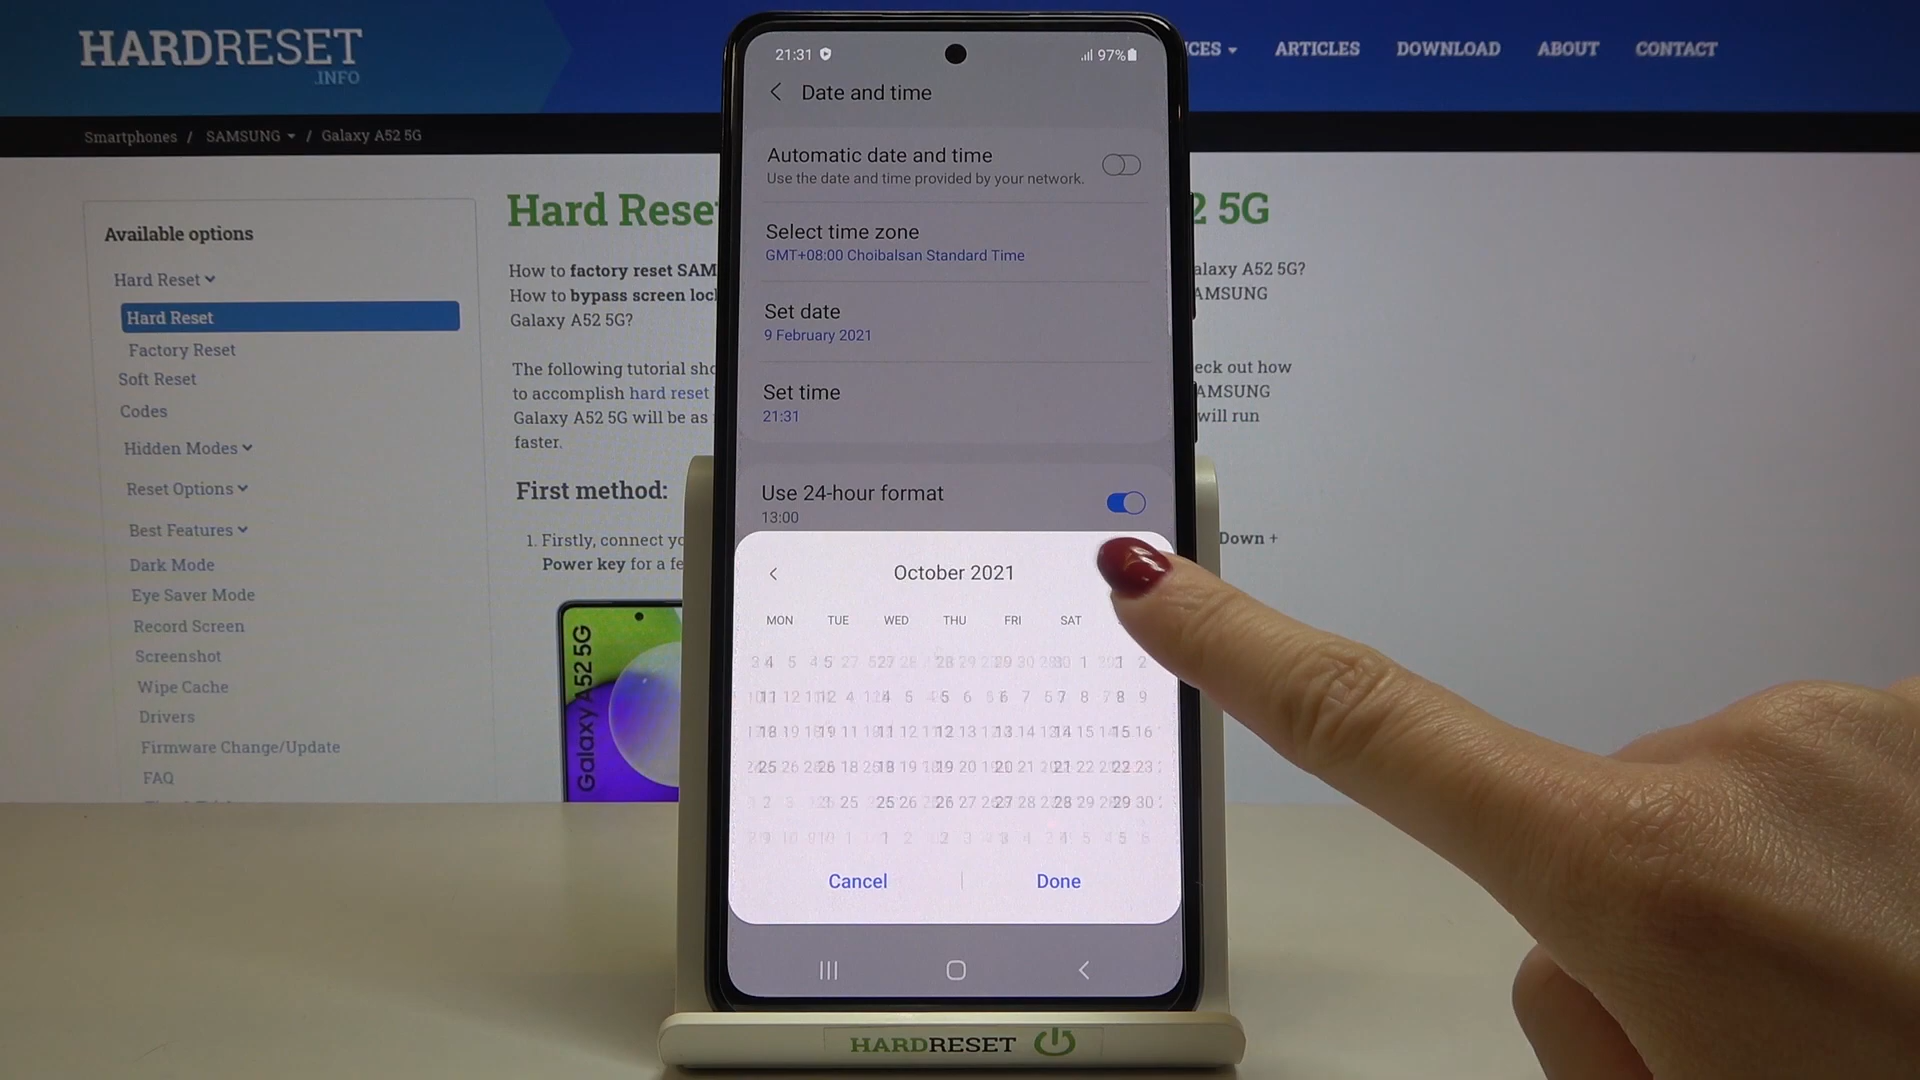 HARDRESET
.INFO
CES
ARTICLES
DOWNLOAD
ABOUT
CONTACT
Smartphones / SAMSUNG / Galaxy A52 5G
Available options
Hard Reset
Hard Reset
Factory Reset
Soft Reset
Codes
Hidden Modes
Reset Options
Best Features
Dark Mode
Eye Saver Mode
Record Screen
Screenshot
Wipe Cache
Drivers
Firmware Change/Update
FAQ
Hard Rese
2 5G
How to factory reset SAM
alaxy A52 5G?
How to bypass screen loc
AMSUNG
Galaxy A52 5G?
The following tutorial sho
eck out how
to accomplish hard reset
AMSUNG
Galaxy A52 5G will be as
will run
faster.
First method:
1. Firstly, connect yo
Down +
Power key for a fe
Galaxy A52 5G
21:31
97%
Date and time
Automatic date and time
Use the date and time provided by your network.
Select time zone
GMT+08:00 Choibalsan Standard Time
Set date
9 February 2021
Set time
21:31
Use 24-hour format
13:00
October 2021
MON TUE WED THU FRI SAT
Cancel
Done
HARDRESET